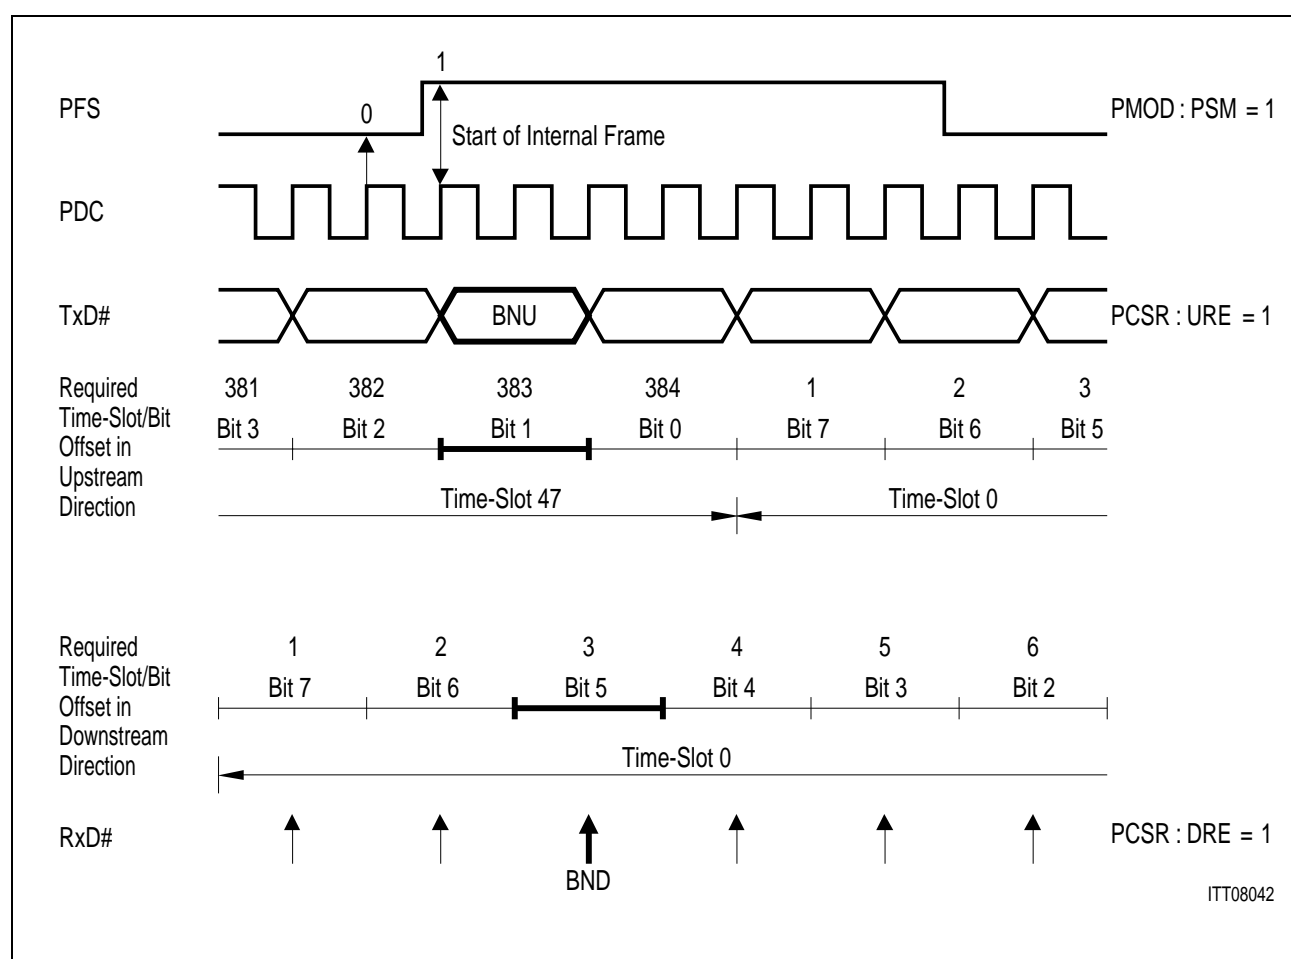 1
PFS
0
PMOD : PSM = 1
Start of Internal Frame
PDC
TxD#
BNU
PCSR : URE = 1
Required
Time-Slot/Bit
Offset in
Upstream
Direction
381 382 383 384 1 2 3
Bit 3 Bit 2 Bit 1 Bit 0 Bit 7 Bit 6 Bit 5
Time-Slot 47 Time-Slot 0
Required
Time-Slot/Bit
Offset in
Downstream
Direction
1 2 3 4 5 6
Bit 7 Bit 6 Bit 5 Bit 4 Bit 3 Bit 2
Time-Slot 0
RxD#
PCSR : DRE = 1
BND
ITT08042